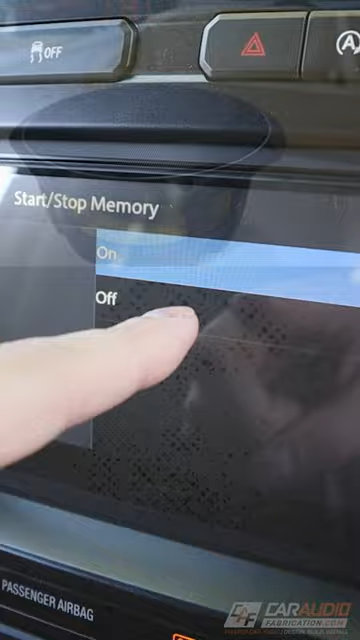 OFF
A
Start/Stop Memory
On
Off
PASSENGER AIRBAG
CARAUDIO
FABRICATION.COM